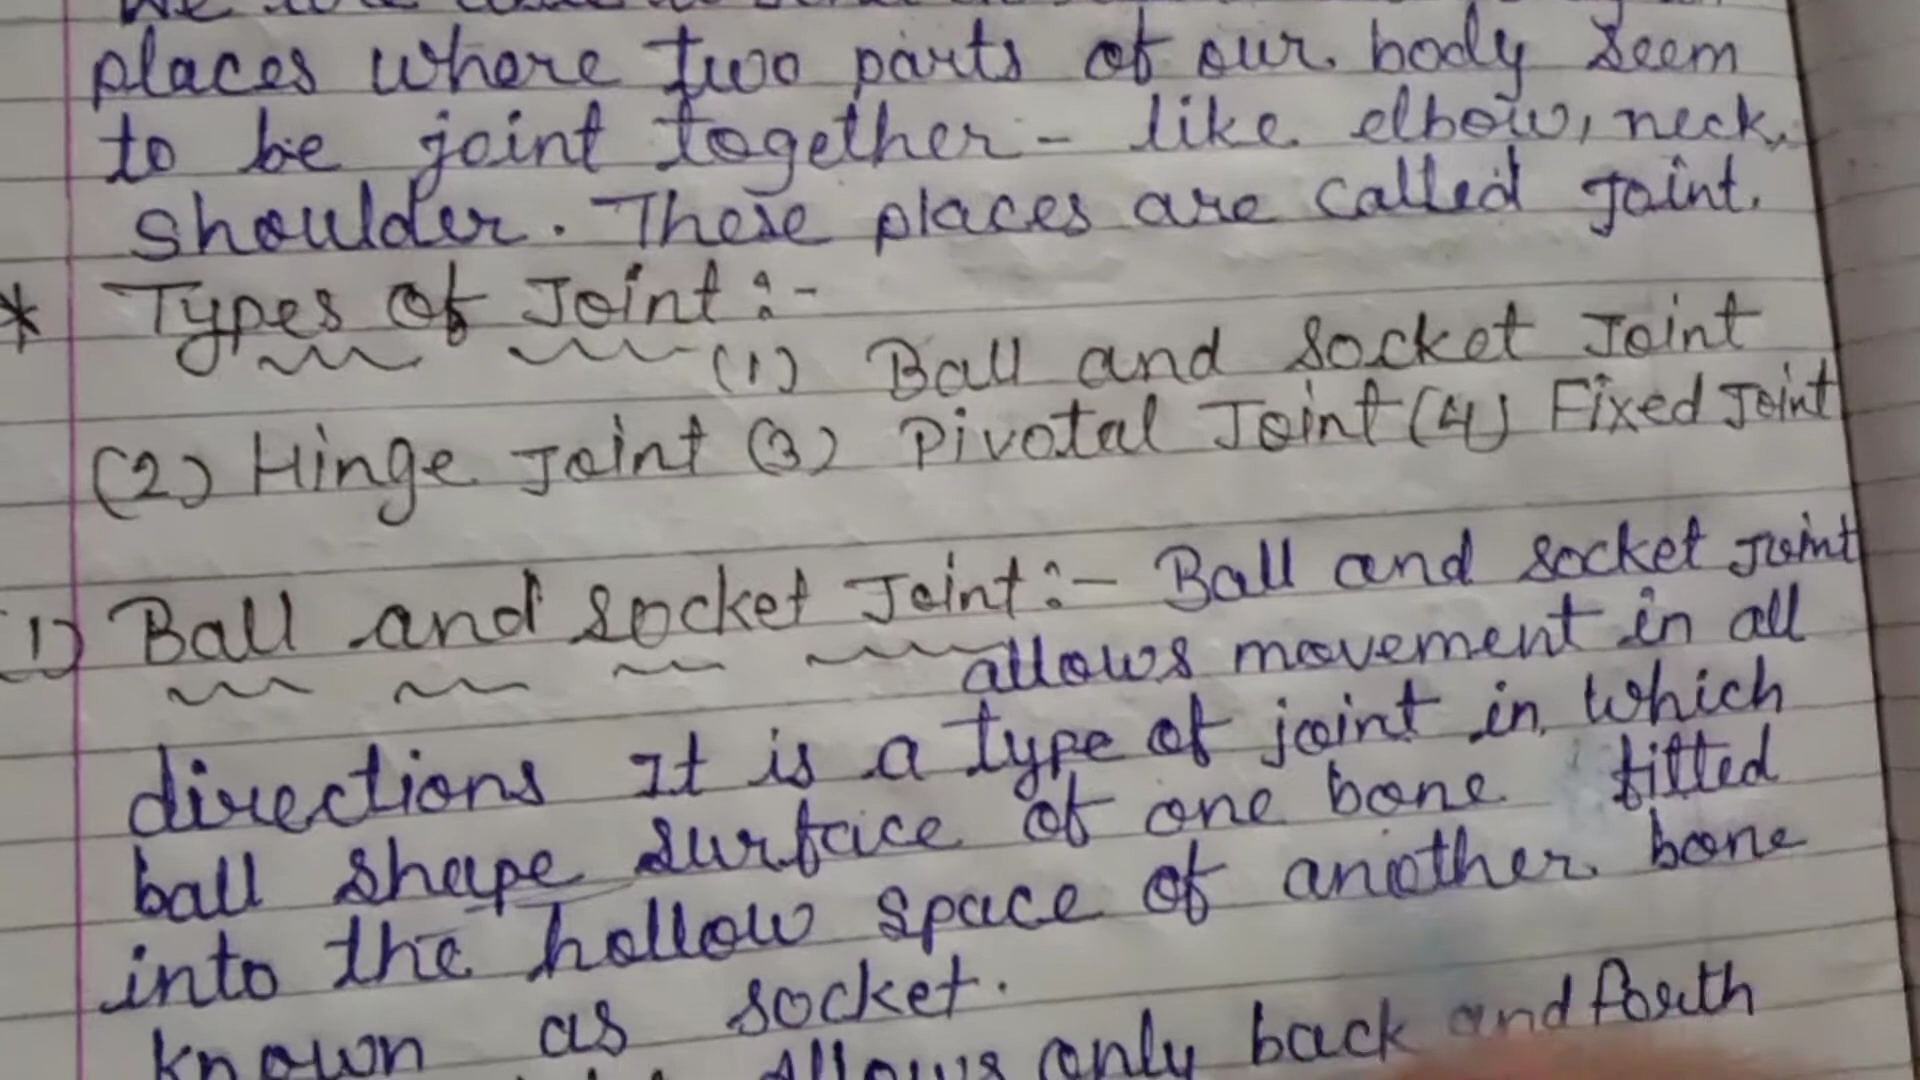 We
places where two parts of our body seem
to be joint together - like elbow, neck,
shoulder. These places are called Joint.
* Types of Joint :-
(1) Ball and socket Joint
(2) Hinge Joint (3) Pivotal Joint (4) Fixed Joint
(1) Ball and socket Joint :- Ball and socket Joint
allows movement in all
directions It is a type of joint in which
ball shape surface of one bone fitted
into the hollow space of another bone
known as socket.
allows only back and forth